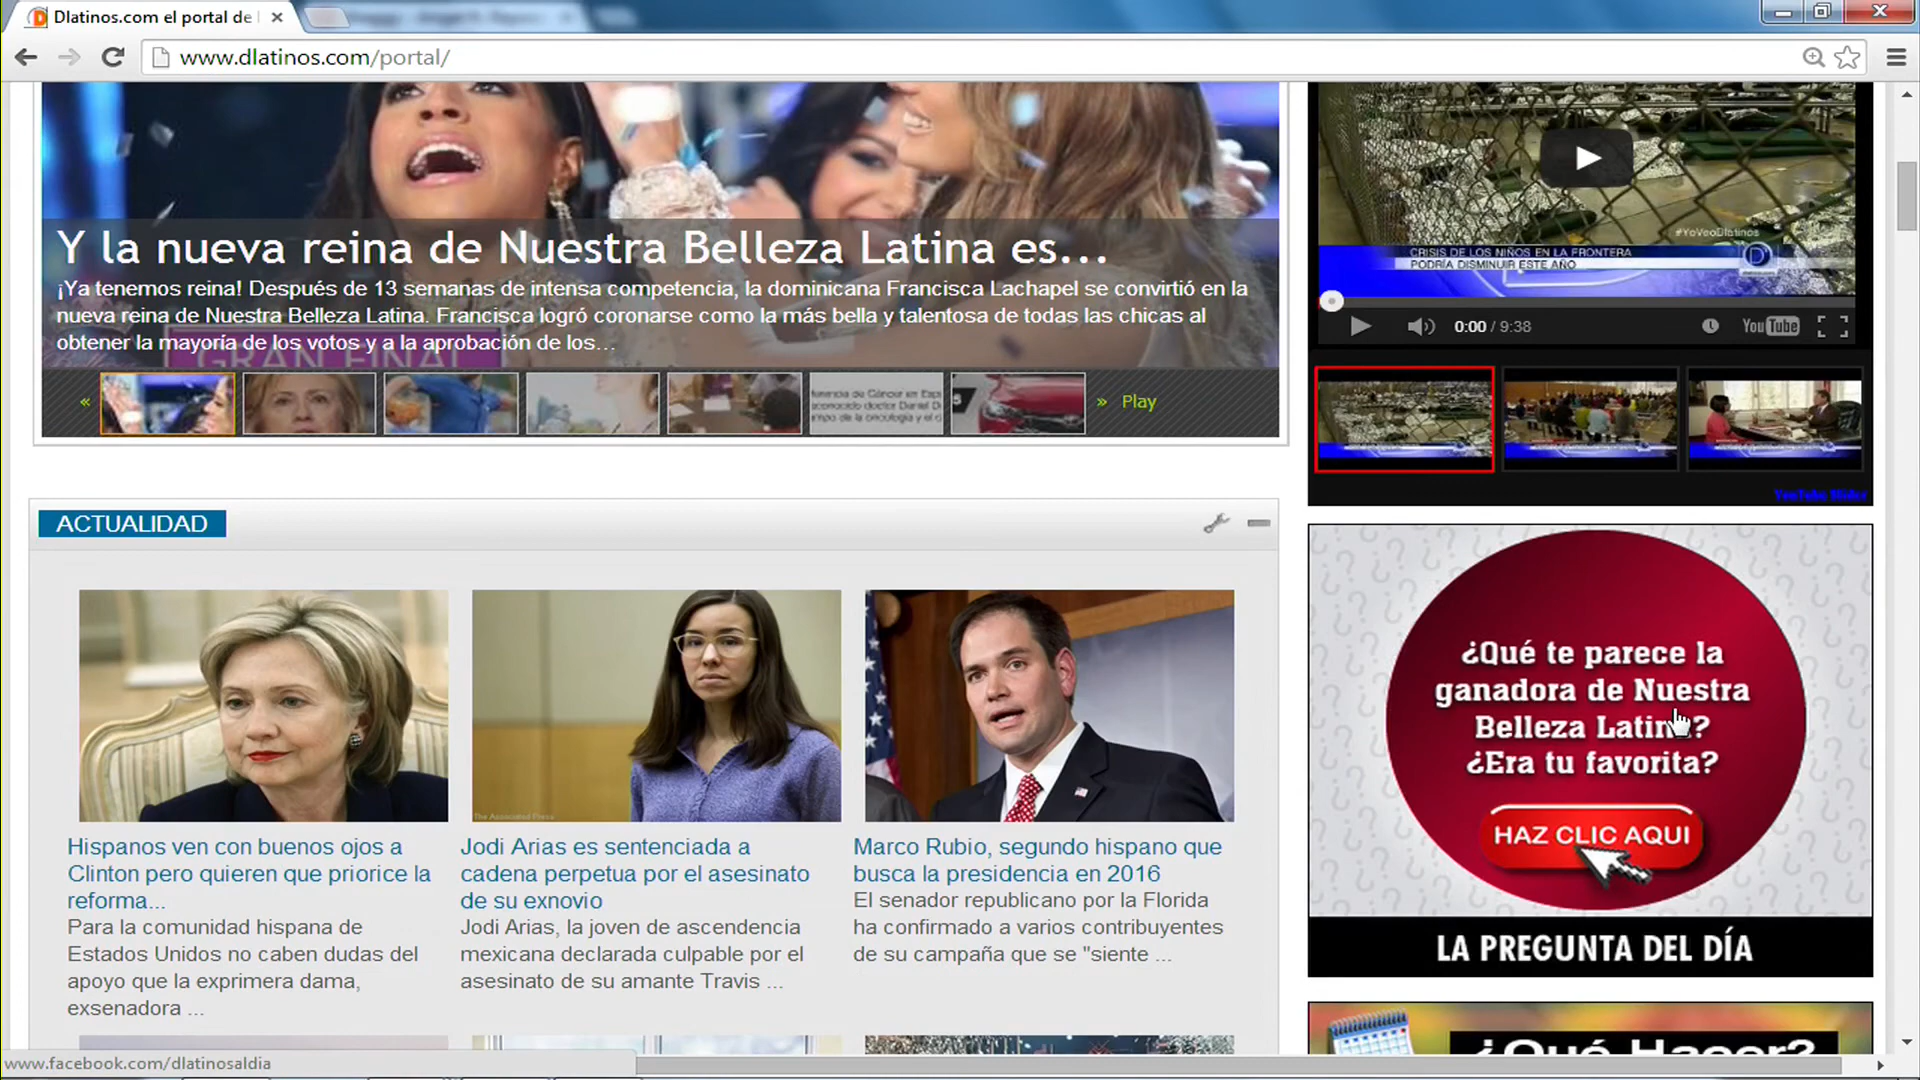 Dlatinos.com el portal de
www.dlatinos.com/portal/
Y la nueva reina de Nuestra Belleza Latina es...
¡Ya tenemos reina! Después de 13 semanas de intensa competencia, la dominicana Francisca Lachapel se convirtió en la
nueva reina de Nuestra Belleza Latina. Francisca logró coronarse como la más bella y talentosa de todas las chicas al
obtener la mayoría de los votos y a la aprobación de los...
GRAN FINAL
« » Play
#YoVeoDlatinos
CRISIS DE LOS NIÑOS EN LA FRONTERA
PODRÍA DISMINUIR ESTE AÑO
0:00 / 9:38
YouTube
YouTube Slider
ACTUALIDAD
The Associated Press
Hispanos ven con buenos ojos a
Clinton pero quieren que priorice la
reforma...
Para la comunidad hispana de
Estados Unidos no caben dudas del
apoyo que la exprimera dama,
exsenadora ...
Jodi Arias es sentenciada a
cadena perpetua por el asesinato
de su exnovio
Jodi Arias, la joven de ascendencia
mexicana declarada culpable por el
asesinato de su amante Travis ...
Marco Rubio, segundo hispano que
busca la presidencia en 2016
El senador republicano por la Florida
ha confirmado a varios contribuyentes
de su campaña que se "siente ...
¿Qué te parece la
ganadora de Nuestra
Belleza Latina?
¿Era tu favorita?
HAZ CLIC AQUI
LA PREGUNTA DEL DÍA
¿Qué Hacer?
www.facebook.com/dlatinosaldia